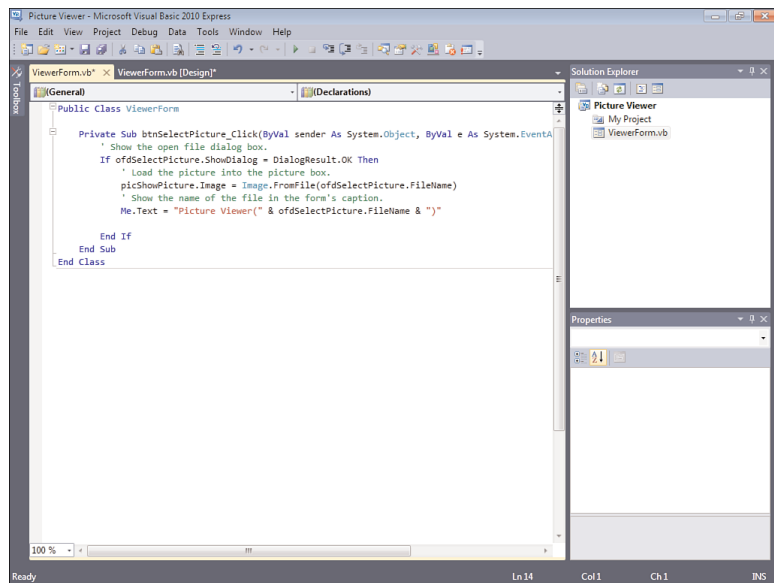 Picture Viewer - Microsoft Visual Basic 2010 Express
File Edit View Project Debug Data Tools Window Help
Toolbox
ViewerForm.vb* ViewerForm.vb [Design]*
(General) (Declarations)
Public Class ViewerForm
Private Sub btnSelectPicture_Click(ByVal sender As System.Object, ByVal e As System.EventA
' Show the open file dialog box.
If ofdSelectPicture.ShowDialog = DialogResult.OK Then
' Load the picture into the picture box.
picShowPicture.Image = Image.FromFile(ofdSelectPicture.FileName)
' Show the name of the file in the form's caption.
Me.Text = "Picture Viewer(" & ofdSelectPicture.FileName & ")"
End If
End Sub
End Class
100 %
Solution Explorer
Picture Viewer
My Project
ViewerForm.vb
Properties
Ready Ln 14 Col 1 Ch 1 INS